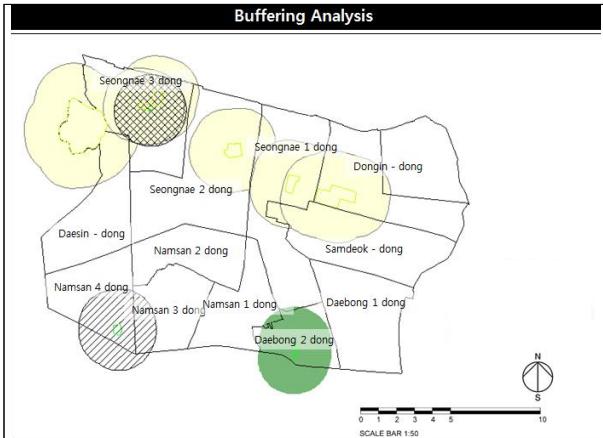 Buffering Analysis
Seongnae 3 dong
Seongnae 1 dong
Dongin - dong
Seongnae 2 dong
Daesin - dong
Namsan 2 dong
Samdeok - dong
Namsan 4 dong
Namsan 3 dong
Namsan 1 dong
Daebong 1 dong
Daebong 2 dong
N
S
0 1 2 3 4 5 10
SCALE BAR 1:50